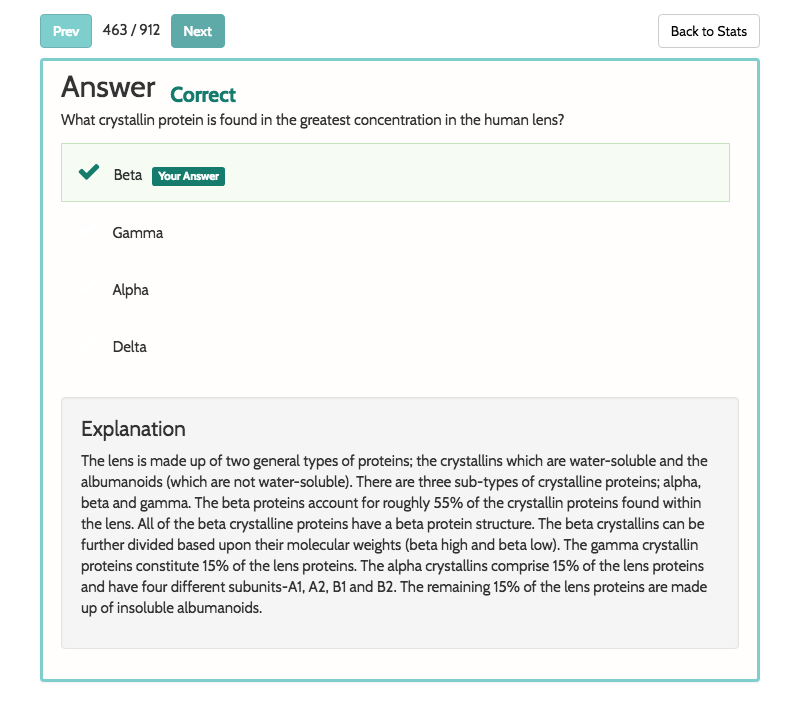 Prev 463 / 912 Next Back to Stats
Answer Correct
What crystallin protein is found in the greatest concentration in the human lens?
Beta Your Answer
Gamma
Alpha
Delta
Explanation
The lens is made up of two general types of proteins; the crystallins which are water-soluble and the
albumanoids (which are not water-soluble). There are three sub-types of crystalline proteins; alpha,
beta and gamma. The beta proteins account for roughly 55% of the crystallin proteins found within
the lens. All of the beta crystalline proteins have a beta protein structure. The beta crystallins can be
further divided based upon their molecular weights (beta high and beta low). The gamma crystallin
proteins constitute 15% of the lens proteins. The alpha crystallins comprise 15% of the lens proteins
and have four different subunits-A1, A2, B1 and B2. The remaining 15% of the lens proteins are made
up of insoluble albumanoids.